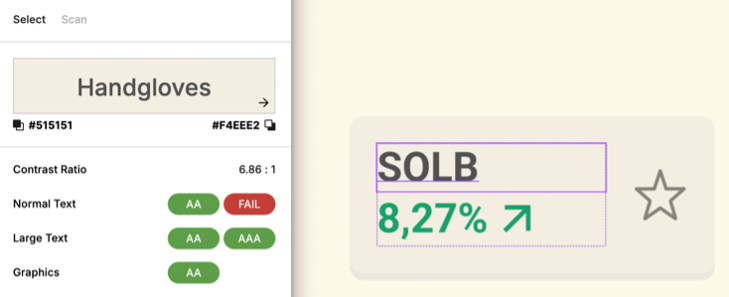 Select Scan
Handgloves
#515151 #F4EEE2
Contrast Ratio 6.86 : 1
Normal Text AA FAIL
Large Text AA AAA
Graphics AA
SOLB
8,27%